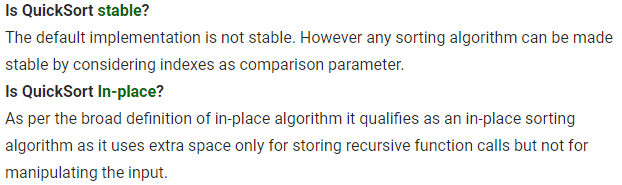 Is QuickSort stable?
The default implementation is not stable. However any sorting algorithm can be made
stable by considering indexes as comparison parameter.
Is QuickSort In-place?
As per the broad definition of in-place algorithm it qualifies as an in-place sorting
algorithm as it uses extra space only for storing recursive function calls but not for
manipulating the input.